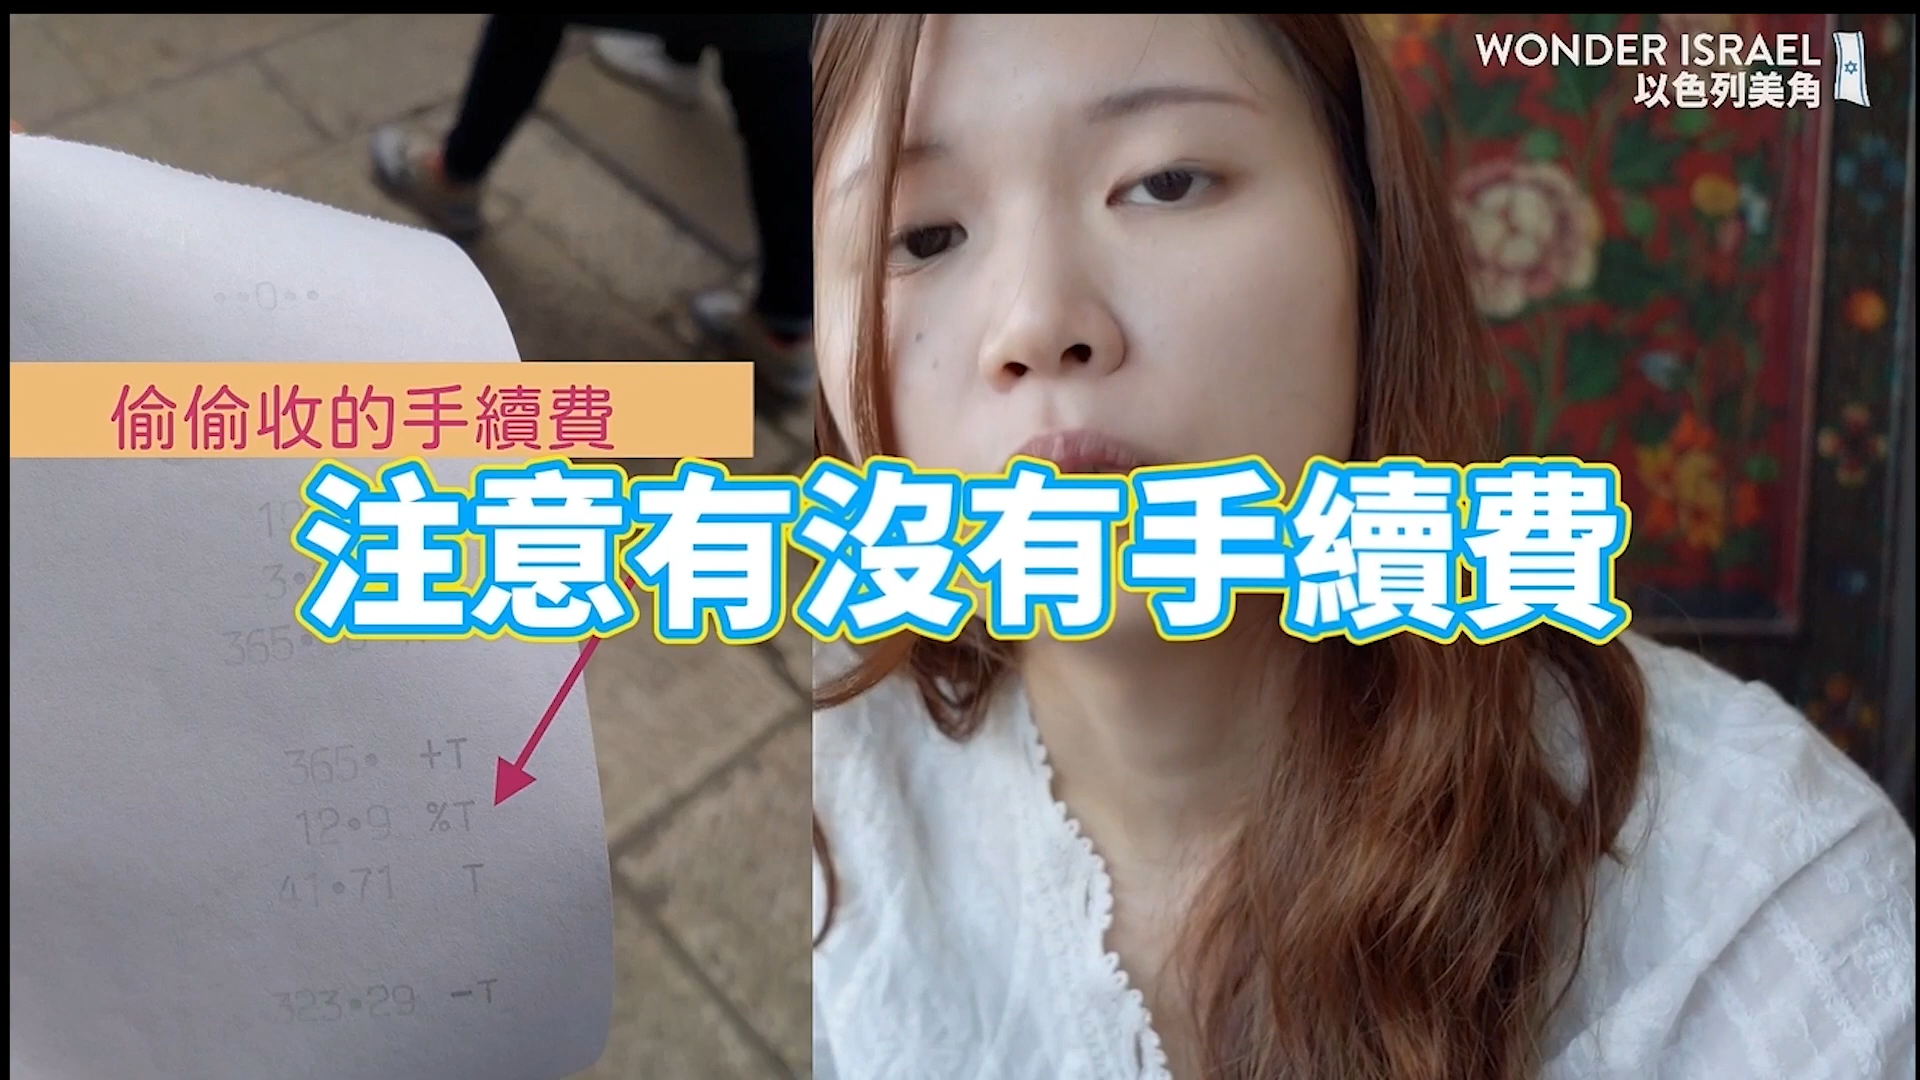 WONDER ISRAEL
以色列美角
偷偷收的手續費
注意有沒有手續費
365• +T
12•9 %T
41•71 T
323•29 -T